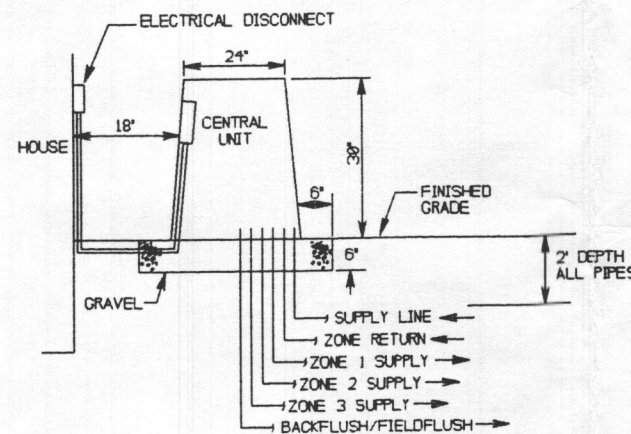 ELECTRICAL DISCONNECT
24"
18"
CENTRAL
UNIT
HOUSE
30"
6"
FINISHED
GRADE
6"
2' DEPTH
ALL PIPES
GRAVEL
SUPPLY LINE
ZONE RETURN
ZONE 1 SUPPLY
ZONE 2 SUPPLY
ZONE 3 SUPPLY
BACKFLUSH/FIELDFLUSH